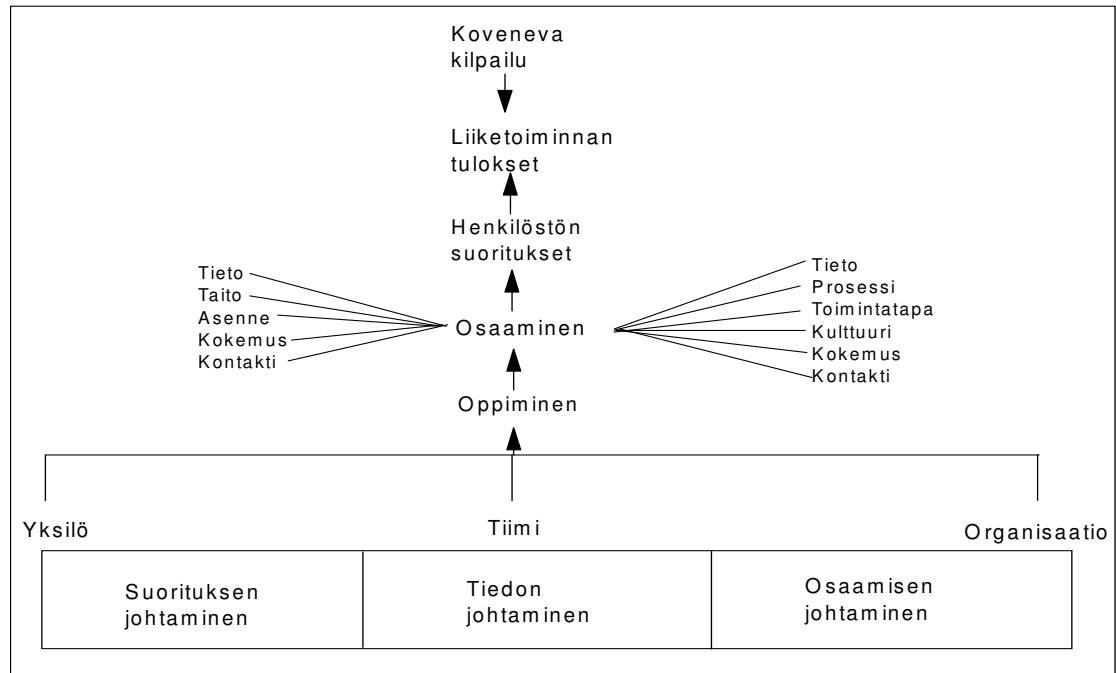 Koveneva
kilpailu
Liiketoiminnan
tulokset
Henkilöstön
suoritukset
Tieto
Taito
Asenne
Kokemus
Kontakti
Osaaminen
Tieto
Prosessi
Toimintatapa
Kulttuuri
Kokemus
Kontakti
Oppiminen
Yksilö
Tiimi
Organisaatio
Suorituksen
johtaminen
Tiedon
johtaminen
Osaamisen
johtaminen